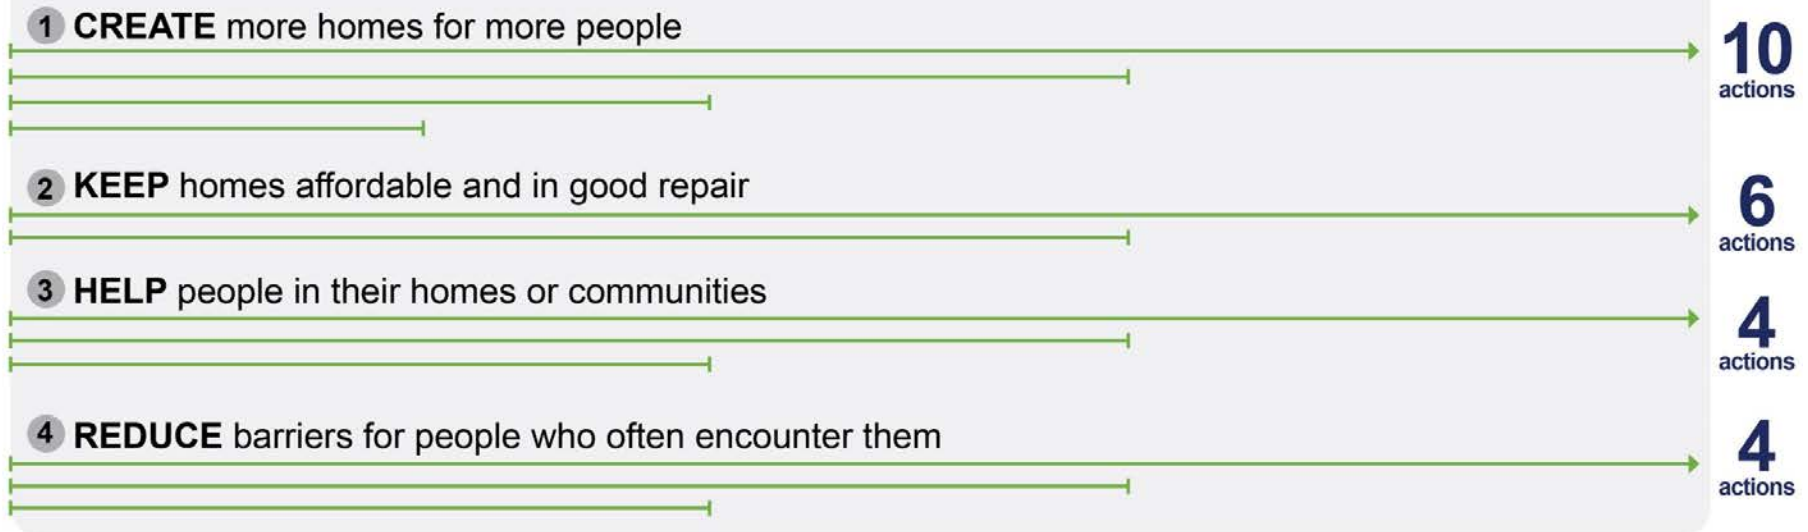 1 CREATE more homes for more people
10
actions
2 KEEP homes affordable and in good repair
6
actions
3 HELP people in their homes or communities
4
actions
4 REDUCE barriers for people who often encounter them
4
actions